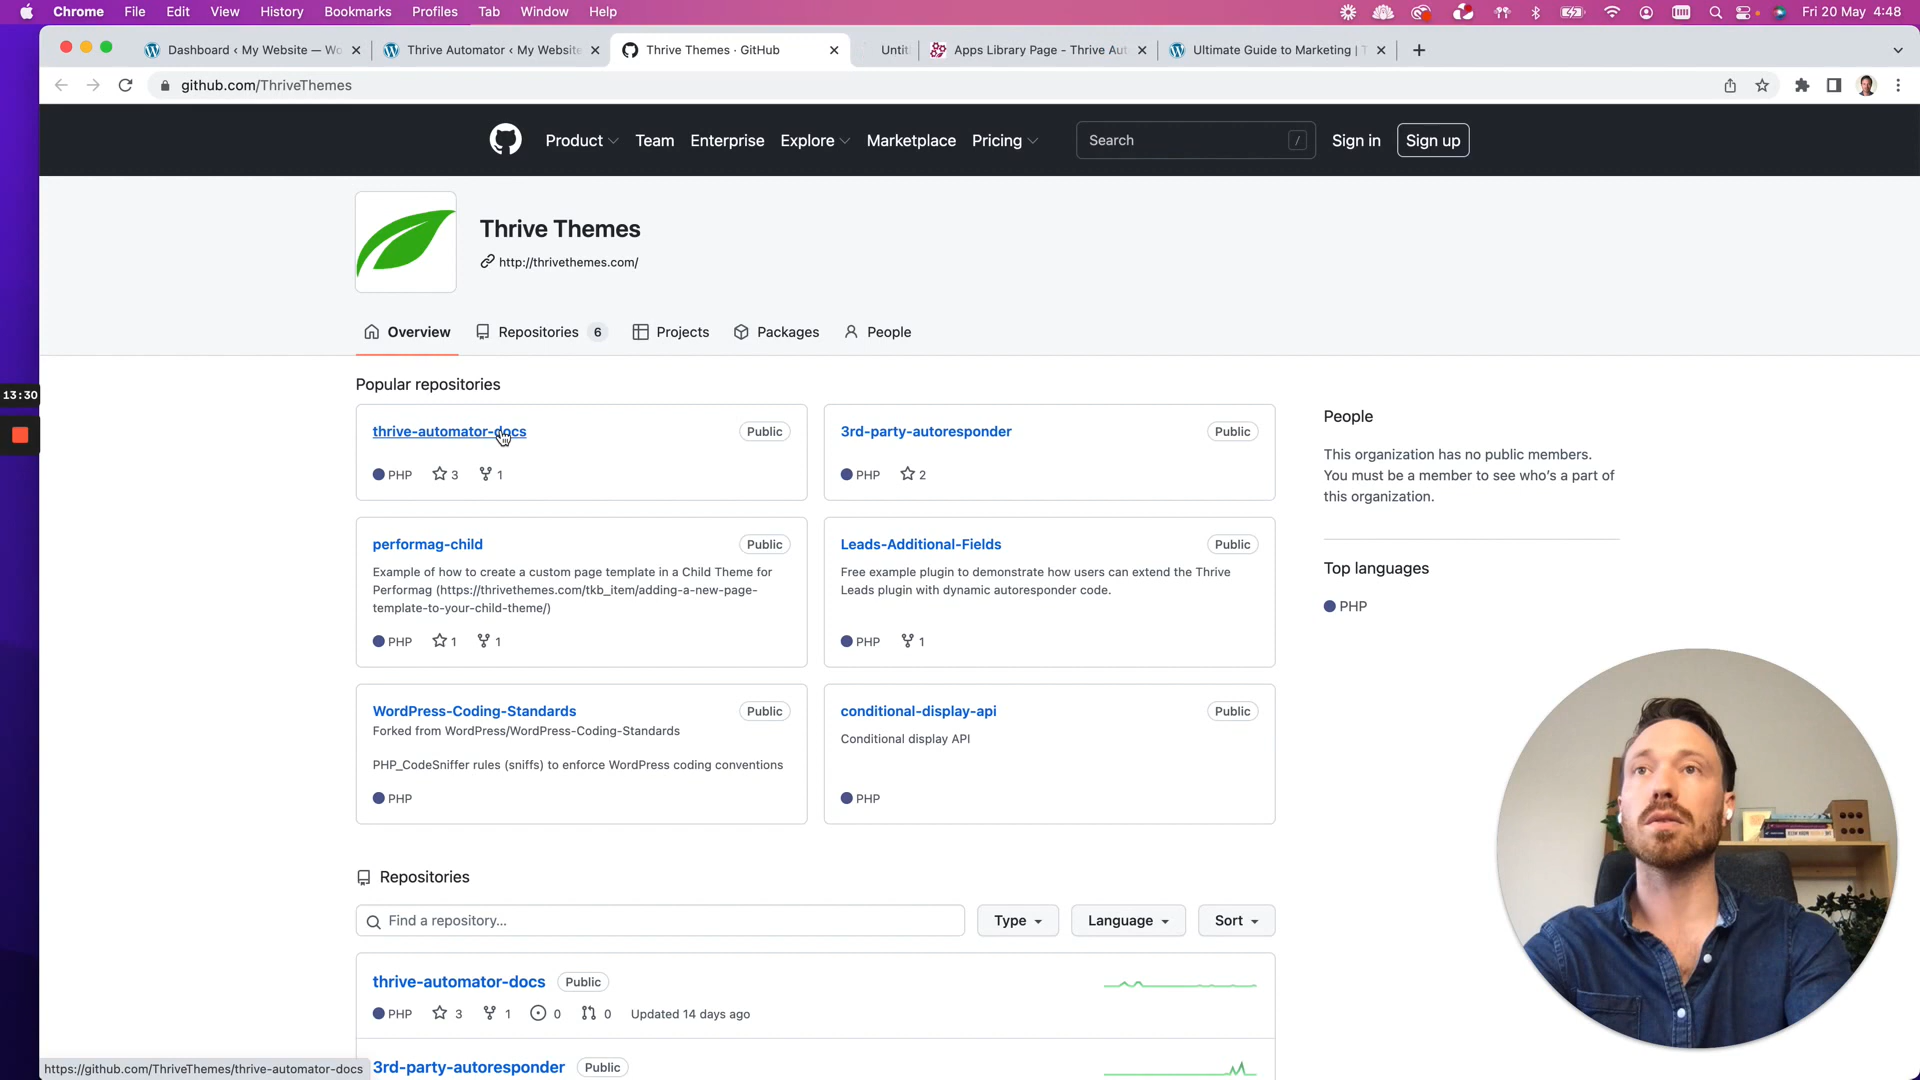 Chrome File Edit View History Bookmarks Profiles Tab Window Help Fri 20 May 4:48
Dashboard ‹ My Website — Wo Thrive Automator ‹ My Website Thrive Themes · GitHub Untit Apps Library Page - Thrive Aut Ultimate Guide to Marketing | T
github.com/ThriveThemes
Product Team Enterprise Explore Marketplace Pricing Search / Sign in Sign up
Thrive Themes
http://thrivethemes.com/
Overview Repositories 6 Projects Packages People
Popular repositories
thrive-automator-docs Public
PHP 3 1
3rd-party-autoresponder Public
PHP 2
performag-child Public
Example of how to create a custom page template in a Child Theme for
Performag (https://thrivethemes.com/tkb_item/adding-a-new-page-
template-to-your-child-theme/)
PHP 1 1
Leads-Additional-Fields Public
Free example plugin to demonstrate how users can extend the Thrive
Leads plugin with dynamic autoresponder code.
PHP 1
WordPress-Coding-Standards Public
Forked from WordPress/WordPress-Coding-Standards
PHP_CodeSniffer rules (sniffs) to enforce WordPress coding conventions
PHP
conditional-display-api Public
Conditional display API
PHP
People
This organization has no public members.
You must be a member to see who's a part of
this organization.
Top languages
PHP
13:30
Repositories
Find a repository... Type Language Sort
thrive-automator-docs Public
PHP 3 1 0 0 Updated 14 days ago
3rd-party-autoresponder Public
https://github.com/ThriveThemes/thrive-automator-docs